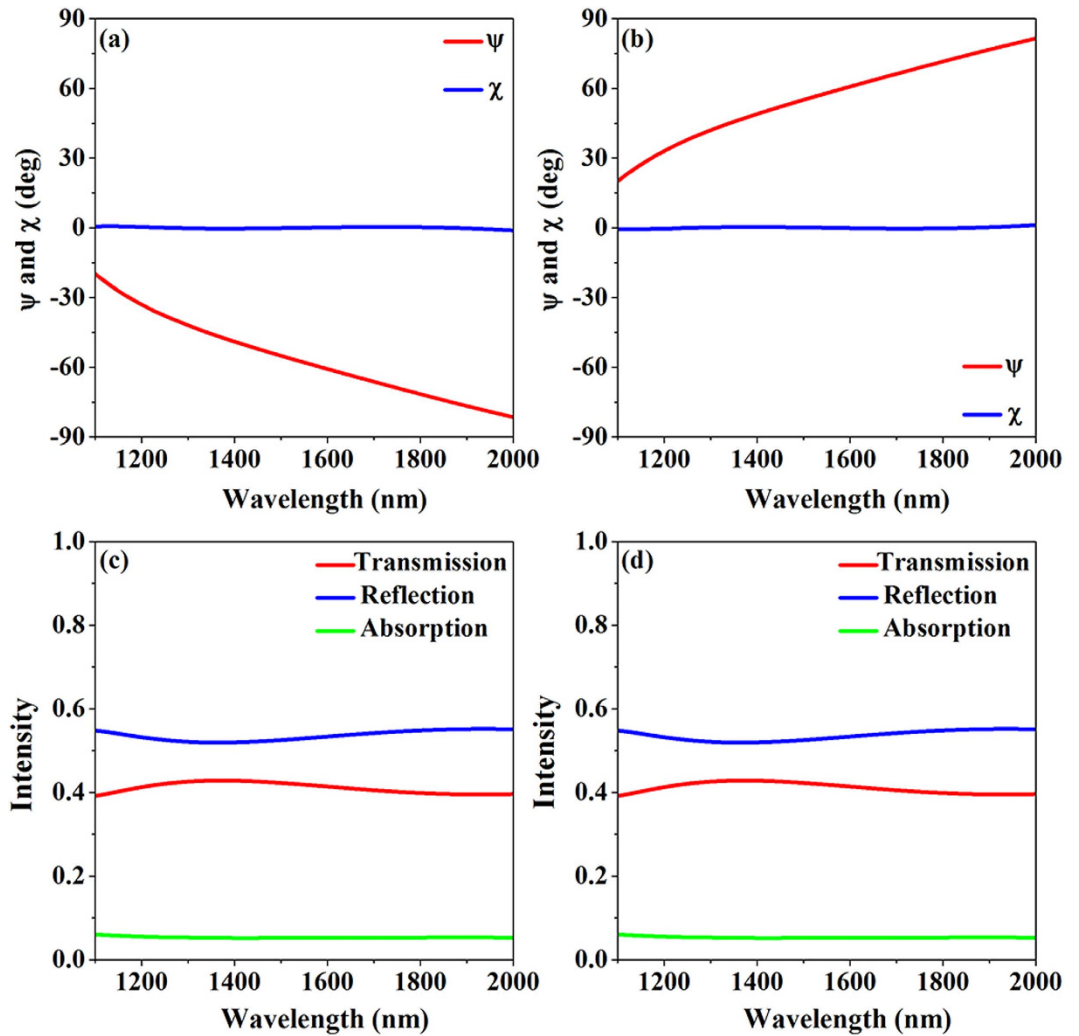 (a)
ψ
χ
90
60
30
0
-30
-60
-90
ψ and χ (deg)
1200 1400 1600 1800 2000
Wavelength (nm)
(b)
ψ
χ
90
60
30
0
-30
-60
-90
ψ and χ (deg)
1200 1400 1600 1800 2000
Wavelength (nm)
(c)
Transmission
Reflection
Absorption
1.0
0.8
0.6
0.4
0.2
0.0
Intensity
1200 1400 1600 1800 2000
Wavelength (nm)
(d)
Transmission
Reflection
Absorption
1.0
0.8
0.6
0.4
0.2
0.0
Intensity
1200 1400 1600 1800 2000
Wavelength (nm)